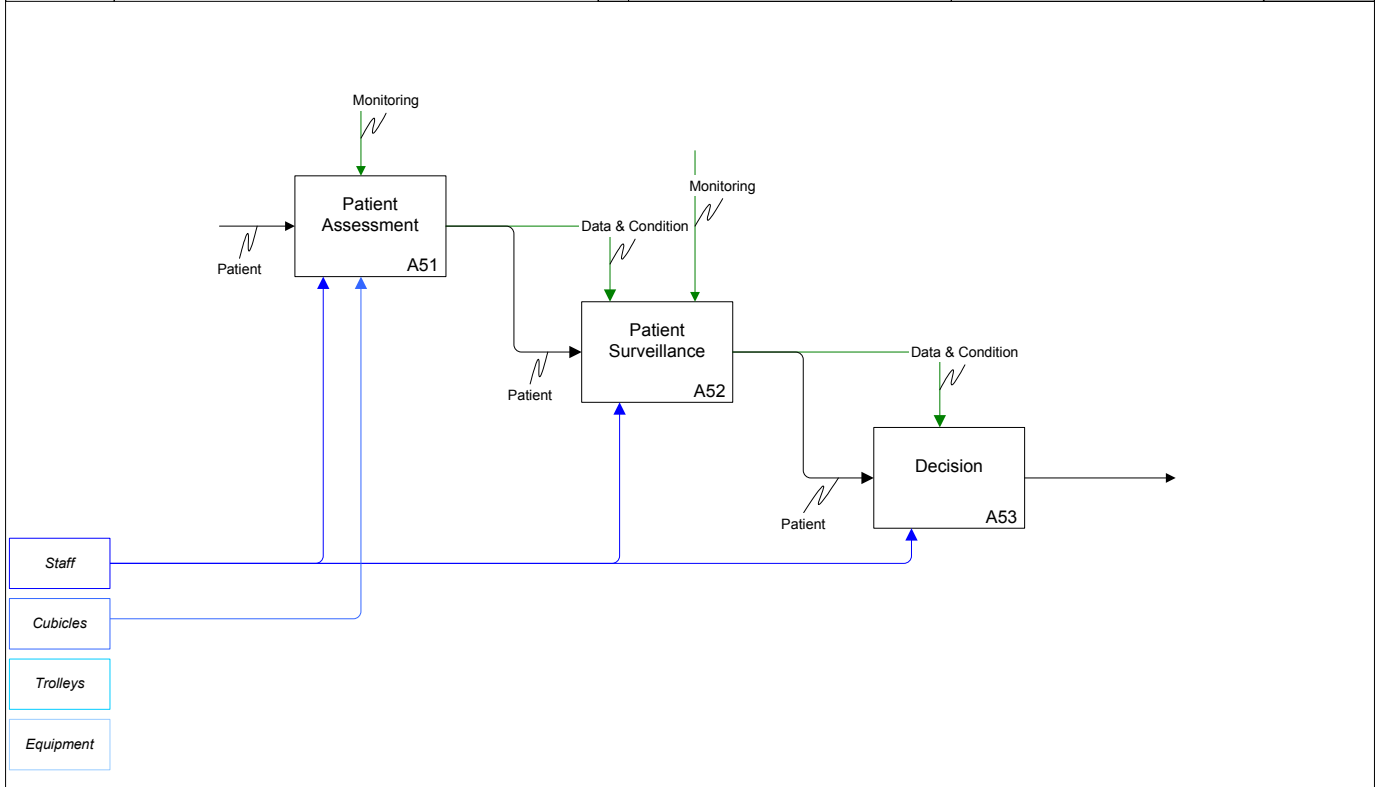 Monitoring
Patient
Assessment
A51
Patient
Monitoring
Data & Condition
Patient
Surveillance
A52
Patient
Data & Condition
Decision
A53
Patient
Staff
Cubicles
Trolleys
Equipment